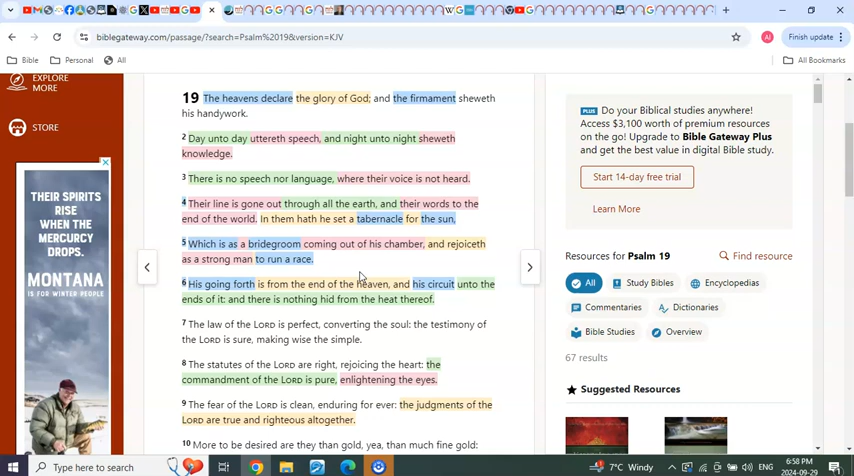 biblegateway.com/passage/?search=Psalm%2019&version=KJV
AI
Finish update
Bible
Personal
All
All Bookmarks
EXPLORE
MORE
STORE
THEIR SPIRITS
RISE
WHEN THE
MERCURCY
DROPS.
MONTANA
IS FOR WINTER PEOPLE
19 The heavens declare the glory of God; and the firmament sheweth
his handywork.
2 Day unto day uttereth speech, and night unto night sheweth
knowledge.
3 There is no speech nor language, where their voice is not heard.
4 Their line is gone out through all the earth, and their words to the
end of the world. In them hath he set a tabernacle for the sun,
5 Which is as a bridegroom coming out of his chamber, and rejoiceth
as a strong man to run a race.
6 His going forth is from the end of the heaven, and his circuit unto the
ends of it: and there is nothing hid from the heat thereof.
7 The law of the LORD is perfect, converting the soul: the testimony of
the LORD is sure, making wise the simple.
8 The statutes of the LORD are right, rejoicing the heart: the
commandment of the LORD is pure, enlightening the eyes.
9 The fear of the LORD is clean, enduring for ever: the judgments of the
LORD are true and righteous altogether.
10 More to be desired are they than gold, yea, than much fine gold:
PLUS Do your Biblical studies anywhere!
Access $3,100 worth of premium resources
on the go! Upgrade to Bible Gateway Plus
and get the best value in digital Bible study.
Start 14-day free trial
Learn More
Resources for Psalm 19
Find resource
All
Study Bibles
Encyclopedias
Commentaries
Dictionaries
Bible Studies
Overview
67 results
Suggested Resources
Type here to search
7°C Windy
ENG
6:58 PM
2024-09-29